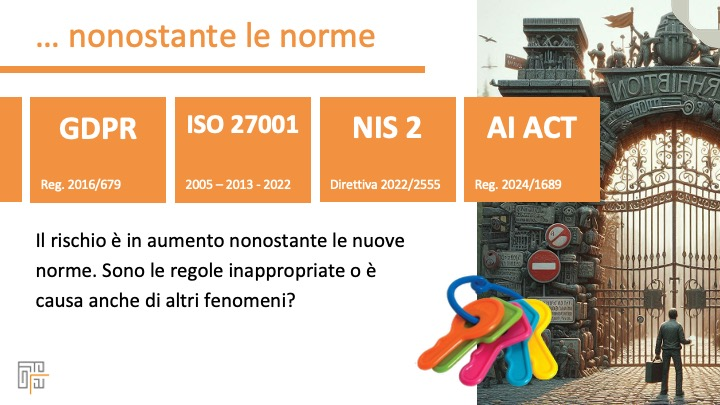 ... nonostante le norme
GDPR
Reg. 2016/679
ISO 27001
2005 – 2013 - 2022
NIS 2
Direttiva 2022/2555
AI ACT
Reg. 2024/1689
Il rischio è in aumento nonostante le nuove
norme. Sono le regole inappropriate o è
causa anche di altri fenomeni?